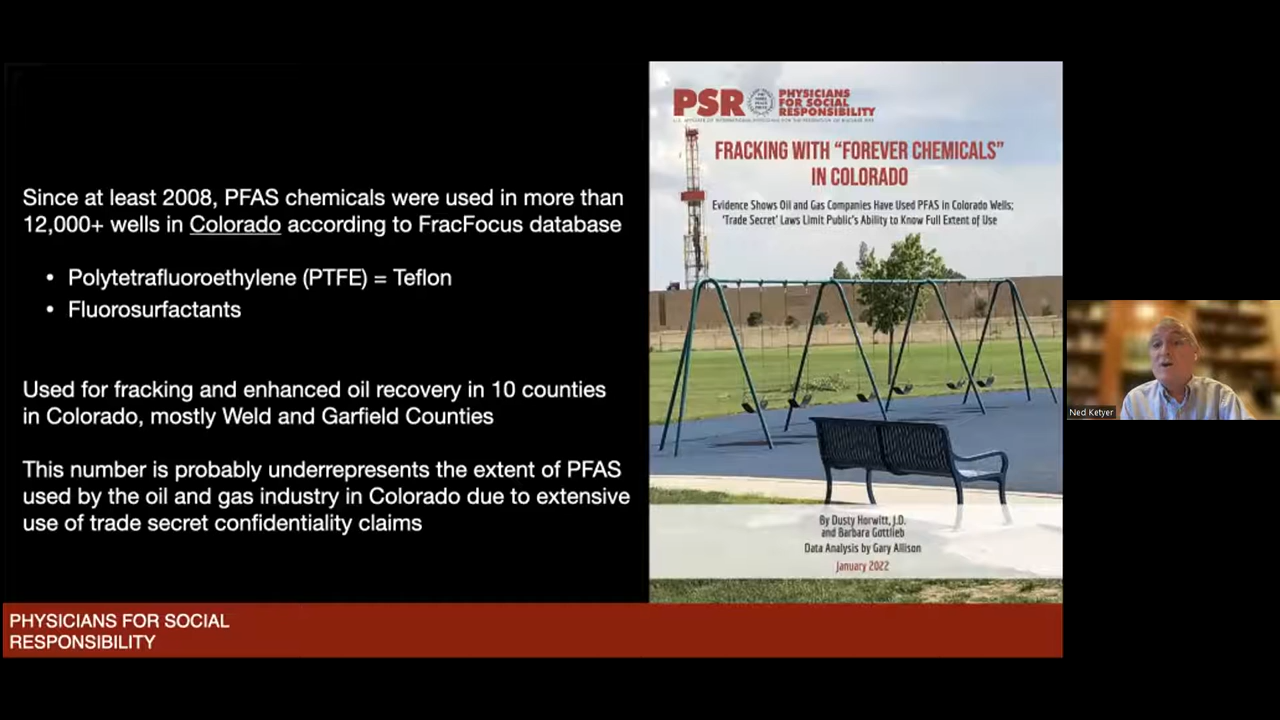 Since at least 2008, PFAS chemicals were used in more than
12,000+ wells in Colorado according to FracFocus database
• Polytetrafluoroethylene (PTFE) = Teflon
• Fluorosurfactants
Used for fracking and enhanced oil recovery in 10 counties
in Colorado, mostly Weld and Garfield Counties
This number is probably underrepresents the extent of PFAS
used by the oil and gas industry in Colorado due to extensive
use of trade secret confidentiality claims
PHYSICIANS FOR SOCIAL
RESPONSIBILITY
PSR
PHYSICIANS
FOR SOCIAL
RESPONSIBILITY
FRACKING WITH “FOREVER CHEMICALS”
IN COLORADO
Evidence Shows Oil and Gas Companies Have Used PFAS in Colorado Wells;
‘Trade Secret’ Laws Limit Public’s Ability to Know Full Extent of Use
By Dusty Horwitt, J.D.
and Barbara Gottlieb
Data Analysis by Gary Allison
January 2022
Ned Ketyer